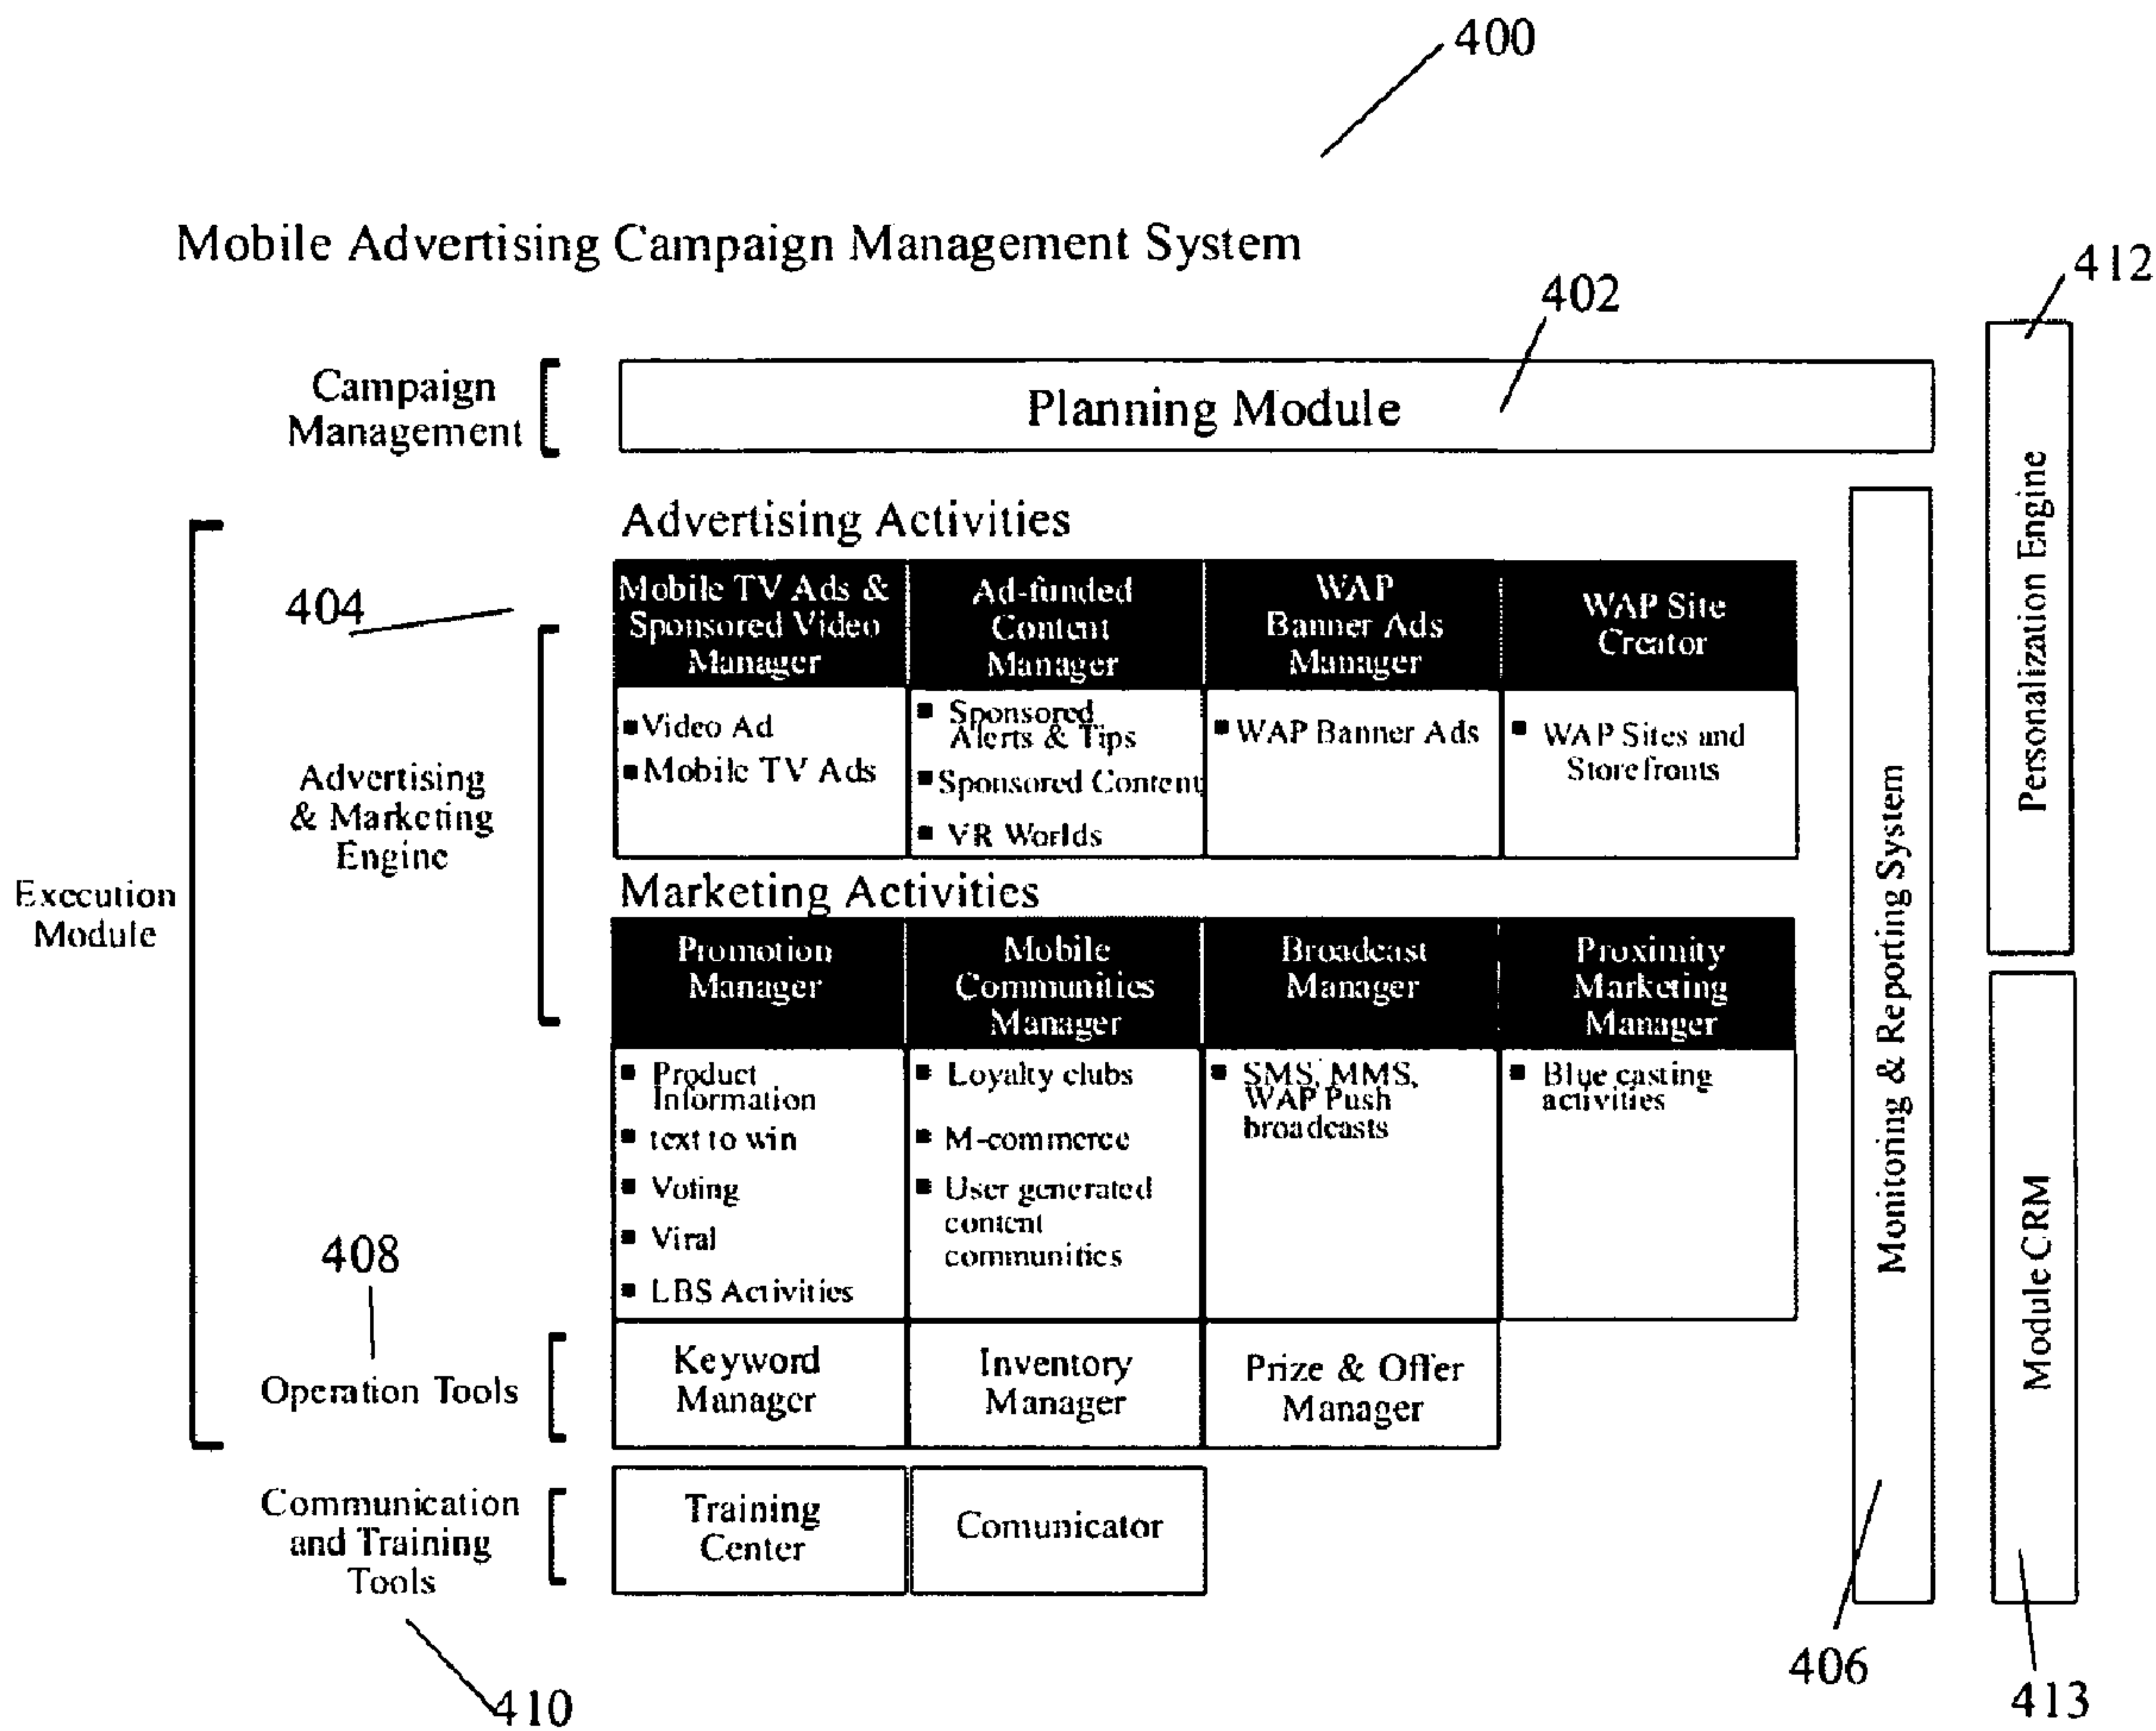 400
Mobile Advertising Campaign Management System
412
402
Campaign
Management
Planning Module
Personalization Engine
Advertising Activities
404
Mobile TV Ads &
Sponsored Video
Manager
Ad-funded
Content
Manager
WAP
Banner Ads
Manager
WAP Site
Creator
▪Video Ad
▪Mobile TV Ads
▪ Sponsored
Alerts & Tips
▪Sponsored Content
▪ VR Worlds
▪WAP Banner Ads
▪ WAP Sites and
Storefronts
Advertising
& Marketing
Engine
Execution
Module
Monitoring & Reporting System
Marketing Activities
Promotion
Manager
Mobile
Communities
Manager
Broadcast
Manager
Proximity
Marketing
Manager
▪ Product
Information
▪ text to win
▪ Voting
▪ Viral
▪ LBS Activities
▪ Loyalty clubs
▪ M-commerce
▪ User generated
content
communities
▪ SMS, MMS,
WAP Push
broadcasts
▪ Blue casting
activities
Module CRM
408
Operation Tools
Keyword
Manager
Inventory
Manager
Prize & Offer
Manager
Communication
and Training
Tools
Training
Center
Comunicator
406
413
410